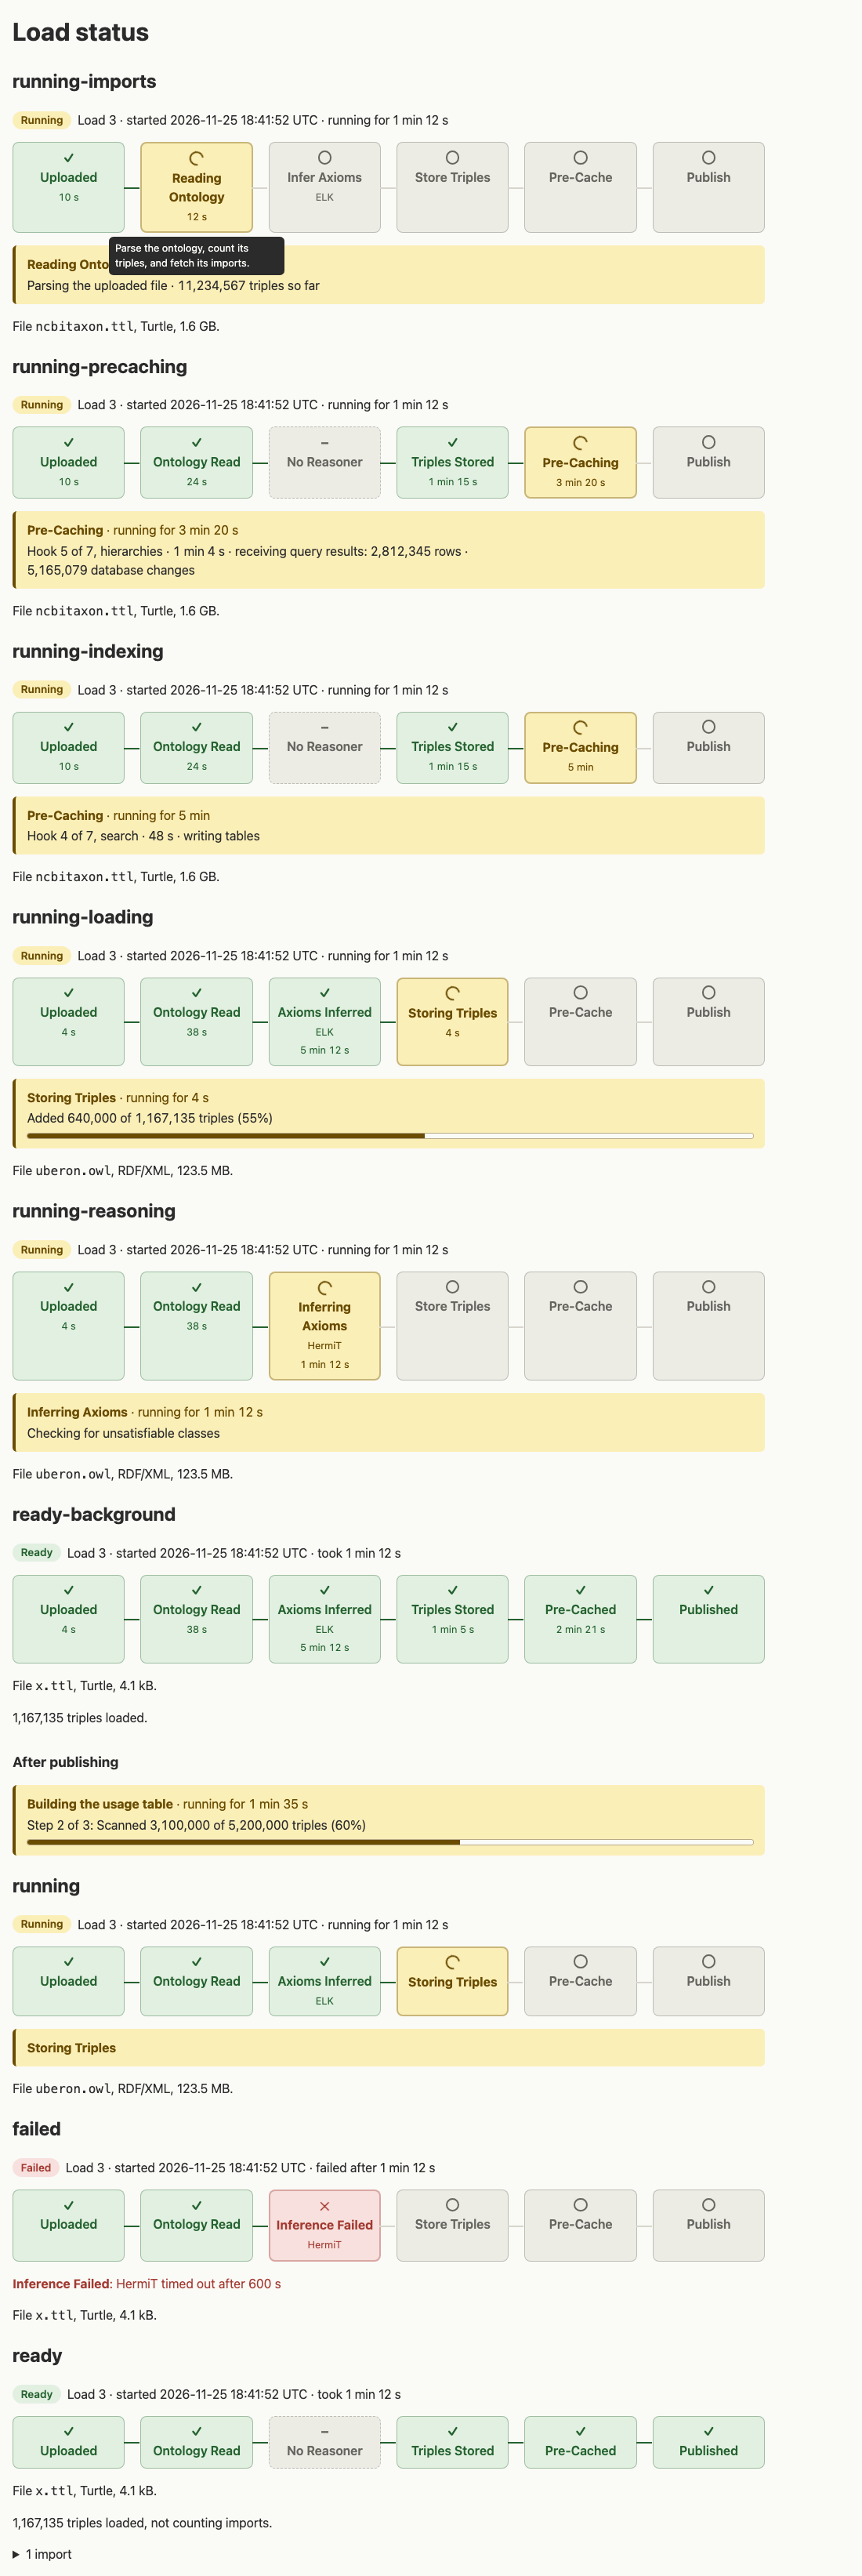 Load status
running-imports
Running Load 3 · started 2026-11-25 18:41:52 UTC · running for 1 min 12 s
Uploaded
10 s
Reading
Ontology
12 s
Infer Axioms
ELK
Store Triples
Pre-Cache
Publish
Parse the ontology, count its
triples, and fetch its imports.
Reading Onto
Parsing the uploaded file · 11,234,567 triples so far
File ncbitaxon.ttl, Turtle, 1.6 GB.
running-precaching
Running Load 3 · started 2026-11-25 18:41:52 UTC · running for 1 min 12 s
Uploaded
10 s
Ontology Read
24 s
No Reasoner
Triples Stored
1 min 15 s
Pre-Caching
3 min 20 s
Publish
Pre-Caching · running for 3 min 20 s
Hook 5 of 7, hierarchies · 1 min 4 s · receiving query results: 2,812,345 rows ·
5,165,079 database changes
File ncbitaxon.ttl, Turtle, 1.6 GB.
running-indexing
Running Load 3 · started 2026-11-25 18:41:52 UTC · running for 1 min 12 s
Uploaded
10 s
Ontology Read
24 s
No Reasoner
Triples Stored
1 min 15 s
Pre-Caching
5 min
Publish
Pre-Caching · running for 5 min
Hook 4 of 7, search · 48 s · writing tables
File ncbitaxon.ttl, Turtle, 1.6 GB.
running-loading
Running Load 3 · started 2026-11-25 18:41:52 UTC · running for 1 min 12 s
Uploaded
4 s
Ontology Read
38 s
Axioms Inferred
ELK
5 min 12 s
Storing Triples
4 s
Pre-Cache
Publish
Storing Triples · running for 4 s
Added 640,000 of 1,167,135 triples (55%)
File uberon.owl, RDF/XML, 123.5 MB.
running-reasoning
Running Load 3 · started 2026-11-25 18:41:52 UTC · running for 1 min 12 s
Uploaded
4 s
Ontology Read
38 s
Inferring
Axioms
HermiT
1 min 12 s
Store Triples
Pre-Cache
Publish
Inferring Axioms · running for 1 min 12 s
Checking for unsatisfiable classes
File uberon.owl, RDF/XML, 123.5 MB.
ready-background
Ready Load 3 · started 2026-11-25 18:41:52 UTC · took 1 min 12 s
Uploaded
4 s
Ontology Read
38 s
Axioms Inferred
ELK
5 min 12 s
Triples Stored
1 min 5 s
Pre-Cached
2 min 21 s
Published
File x.ttl, Turtle, 4.1 kB.
1,167,135 triples loaded.
After publishing
Building the usage table · running for 1 min 35 s
Step 2 of 3: Scanned 3,100,000 of 5,200,000 triples (60%)
running
Running Load 3 · started 2026-11-25 18:41:52 UTC · running for 1 min 12 s
Uploaded
Ontology Read
Axioms Inferred
ELK
Storing Triples
Pre-Cache
Publish
Storing Triples
File uberon.owl, RDF/XML, 123.5 MB.
failed
Failed Load 3 · started 2026-11-25 18:41:52 UTC · failed after 1 min 12 s
Uploaded
Ontology Read
Inference Failed
HermiT
Store Triples
Pre-Cache
Publish
Inference Failed: HermiT timed out after 600 s
File x.ttl, Turtle, 4.1 kB.
ready
Ready Load 3 · started 2026-11-25 18:41:52 UTC · took 1 min 12 s
Uploaded
Ontology Read
No Reasoner
Triples Stored
Pre-Cached
Published
File x.ttl, Turtle, 4.1 kB.
1,167,135 triples loaded, not counting imports.
1 import